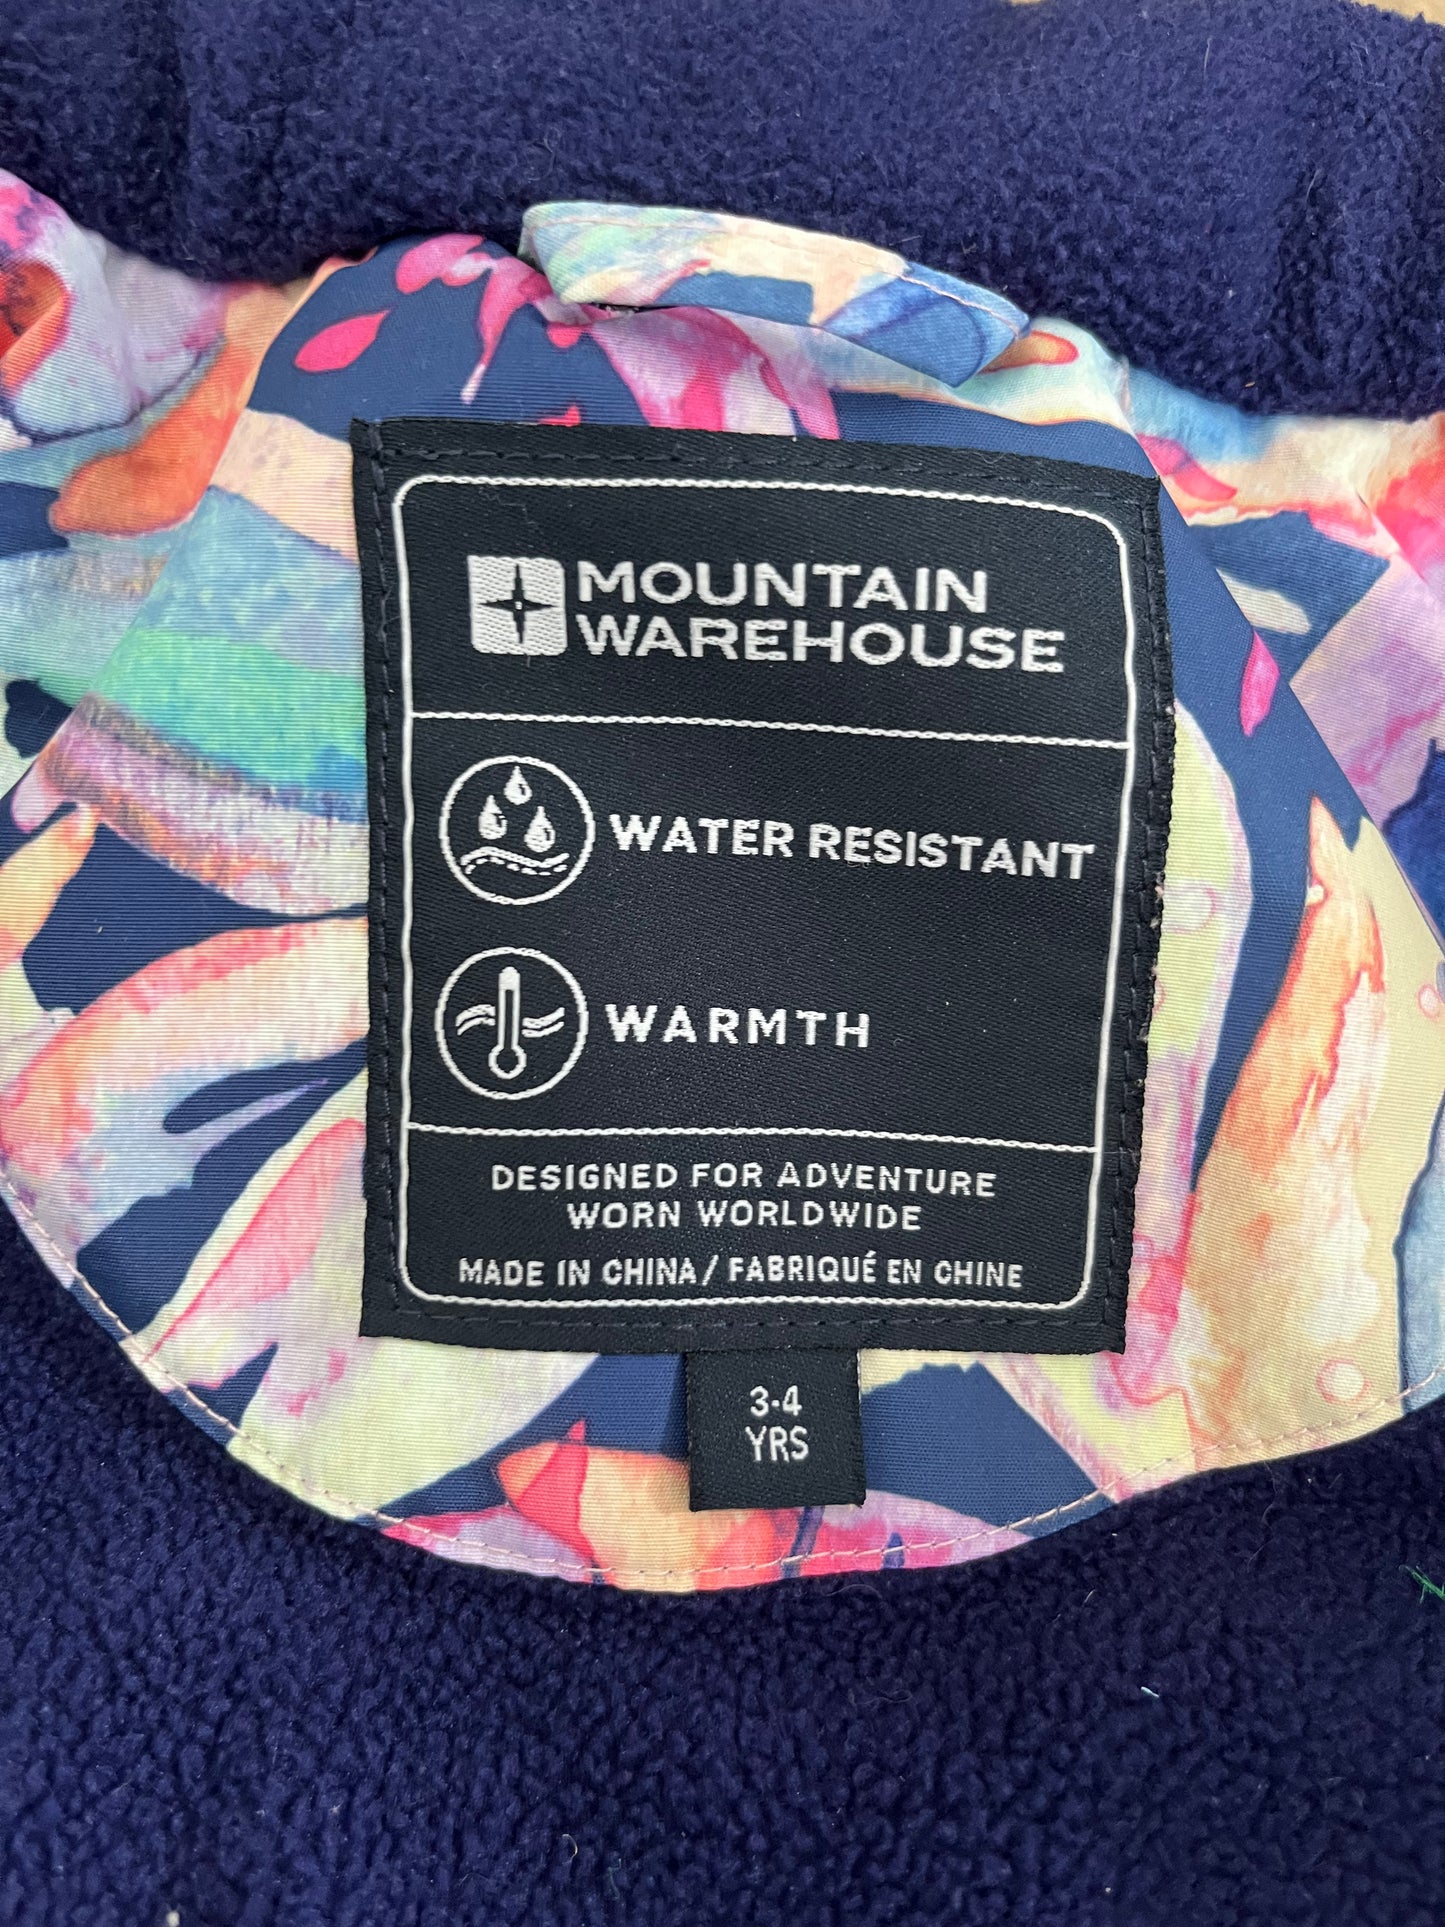 MOUNTAIN
WAREHOUSE
WATER RESISTANT
WARMTH
DESIGNED FOR ADVENTURE
WORN WORLDWIDE
MADE IN CHINA / FABRIQUÉ EN CHINE
3-4
YRS